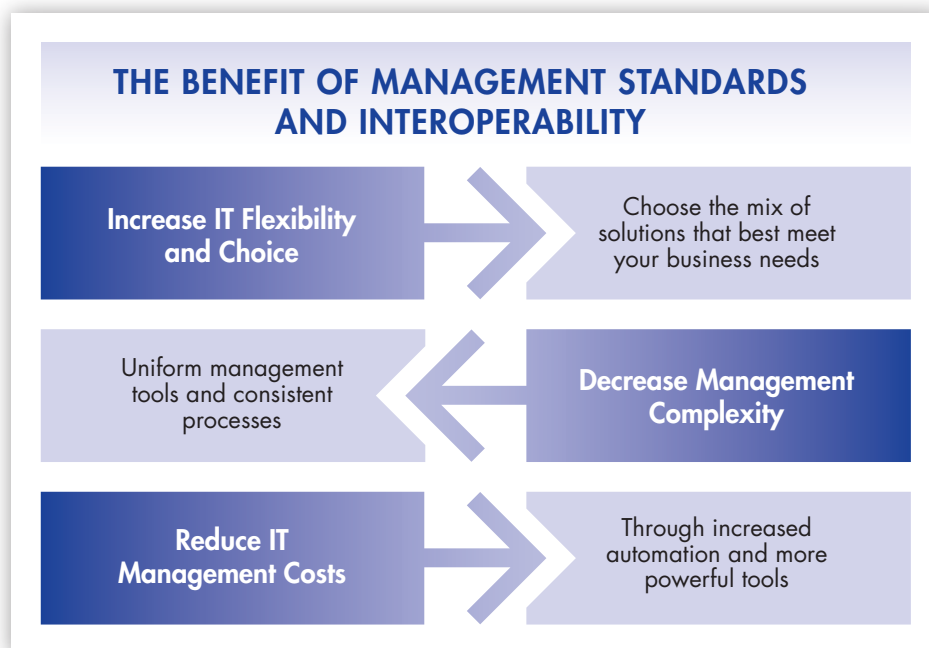 THE BENEFIT OF MANAGEMENT STANDARDS
AND INTEROPERABILITY
Increase IT Flexibility
and Choice
Choose the mix of
solutions that best meet
your business needs
Uniform management
tools and consistent
processes
Decrease Management
Complexity
Reduce IT
Management Costs
Through increased
automation and more
powerful tools